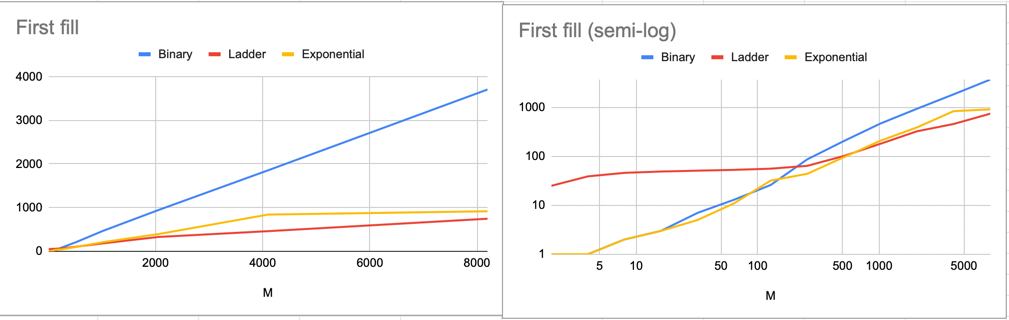 First fill
Binary Ladder Exponential
4000
3000
2000
1000
0
2000 4000 6000 8000
M
First fill (semi-log)
Binary Ladder Exponential
1000
100
10
1
5 10 50 100 500 1000 5000
M